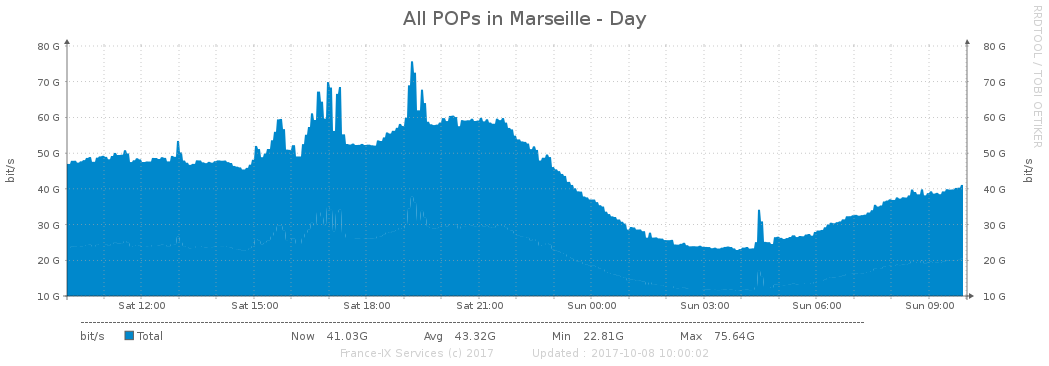 All POPs in Marseille - Day
RRDTOOL / TOBI OETIKER
80 G 80 G
70 G 70 G
60 G 60 G
50 G 50 G
40 G 40 G
30 G 30 G
20 G 20 G
10 G 10 G
bit/s
bit/s
Sat 12:00 Sat 15:00 Sat 18:00 Sat 21:00 Sun 00:00 Sun 03:00 Sun 06:00 Sun 09:00
bit/s Total Now 41.03G Avg 43.32G Min 22.81G Max 75.64G
France-IX Services (c) 2017 Updated : 2017-10-08 10:00:02